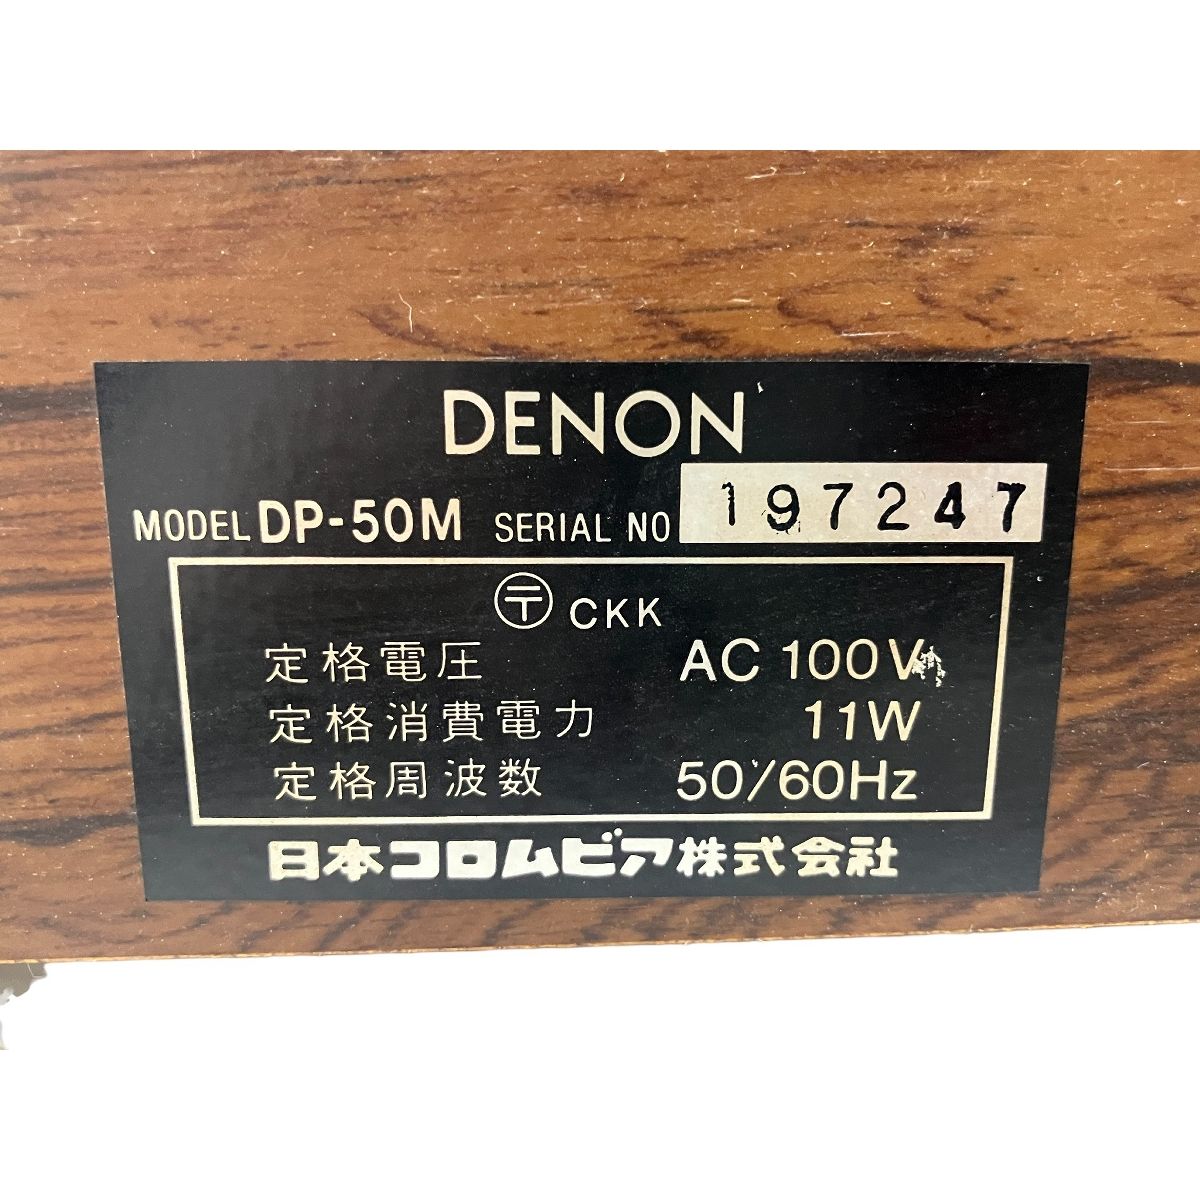 DENON
MODEL DP-50M SERIAL NO 197247
〶 CKK
定格電圧 AC 100V
定格消費電力 11W
定格周波数 50/60Hz
日本コロムビア株式会社